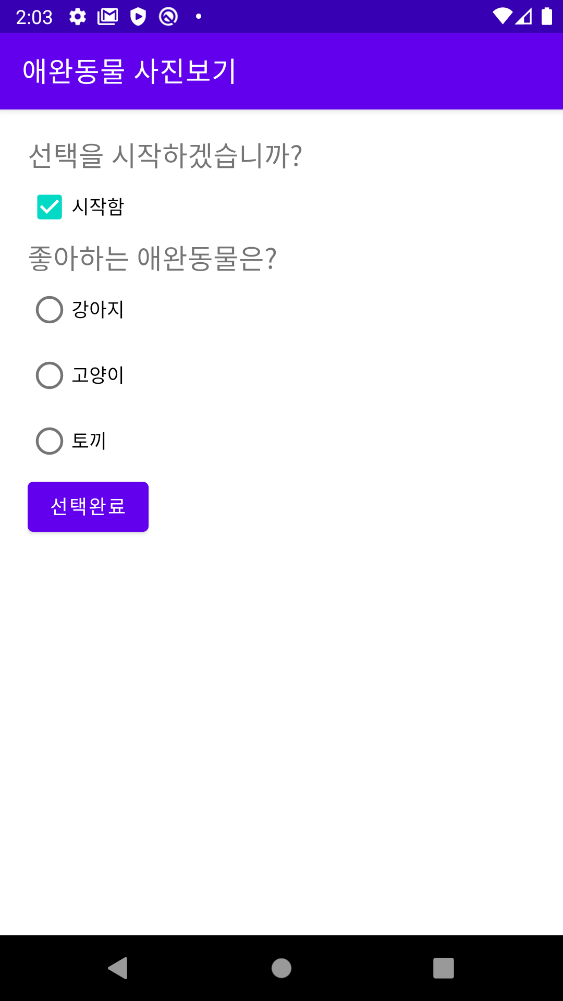 2:03
애완동물 사진보기
선택을 시작하겠습니까?
시작함
좋아하는 애완동물은?
강아지
고양이
토끼
선택완료